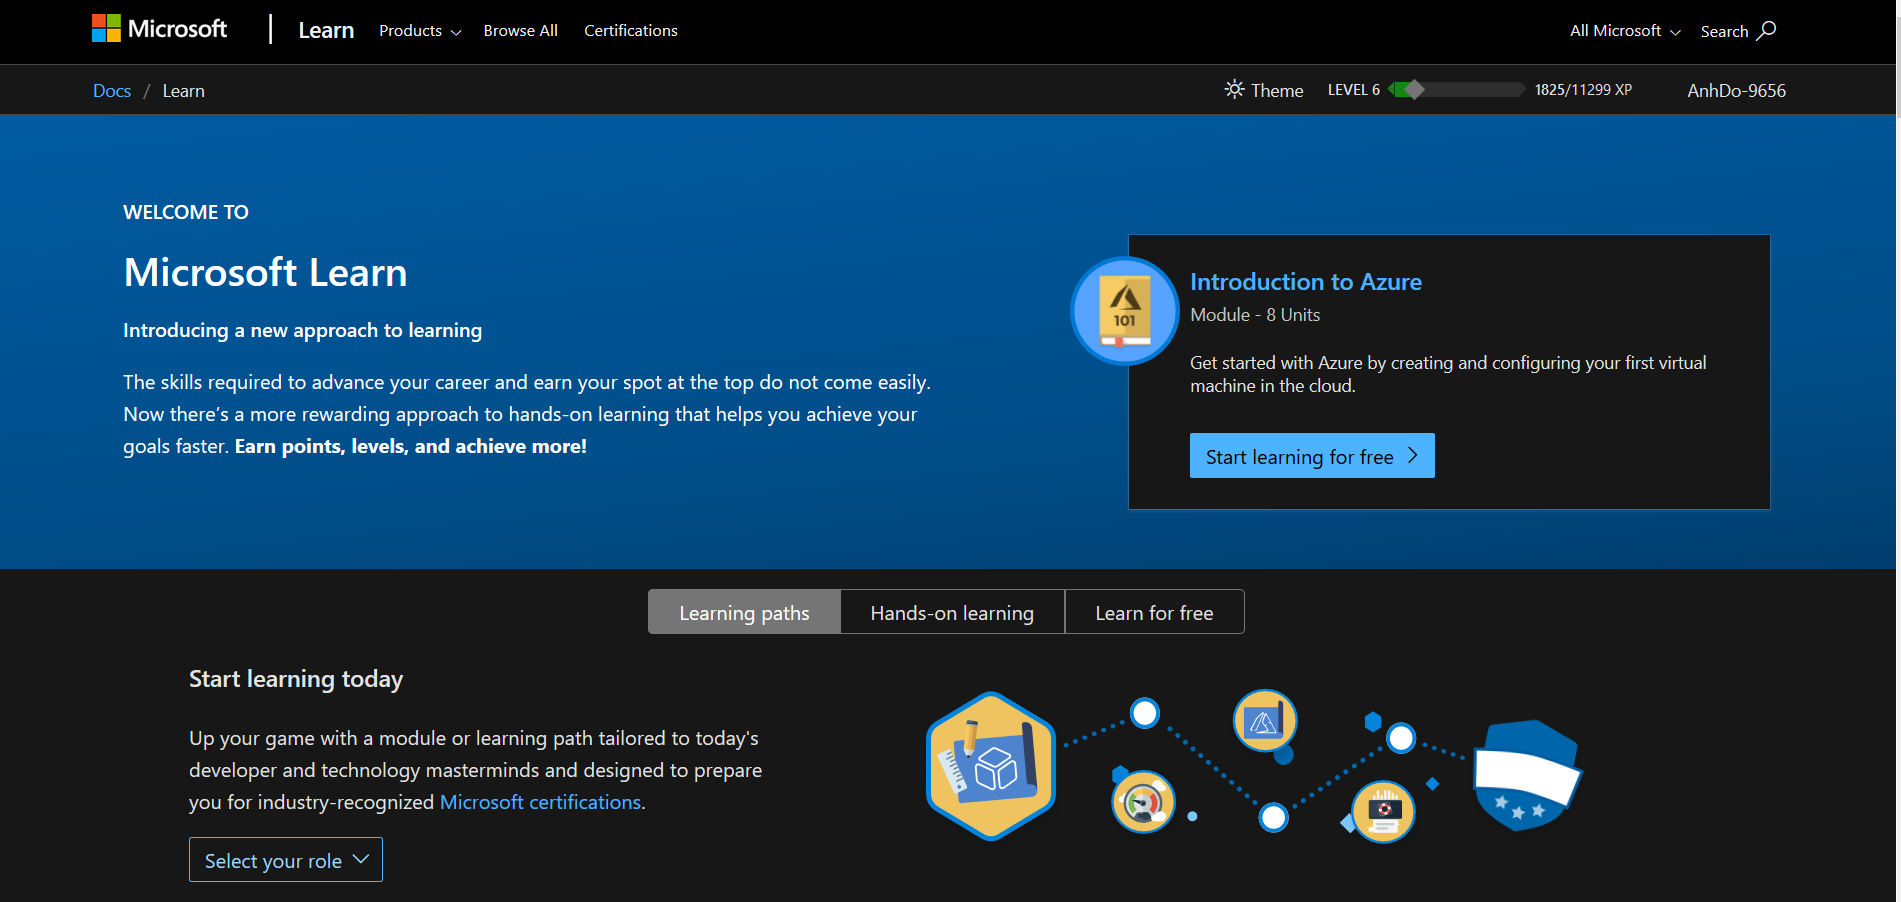 Microsoft
Learn Products Browse All Certifications All Microsoft Search
Docs / Learn Theme LEVEL 6 1825/11299 XP AnhDo-9656
WELCOME TO
Microsoft Learn
Introducing a new approach to learning
The skills required to advance your career and earn your spot at the top do not come easily.
Now there's a more rewarding approach to hands-on learning that helps you achieve your
goals faster. Earn points, levels, and achieve more!
101
Introduction to Azure
Module - 8 Units
Get started with Azure by creating and configuring your first virtual
machine in the cloud.
Start learning for free
Learning paths Hands-on learning Learn for free
Start learning today
Up your game with a module or learning path tailored to today's
developer and technology masterminds and designed to prepare
you for industry-recognized Microsoft certifications.
Select your role